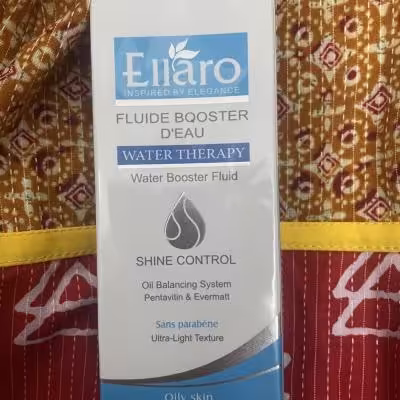 Ellaro
INSPIRED BY ELEGANCE
FLUIDE BOOSTER
D'EAU
WATER THERAPY
Water Booster Fluid
SHINE CONTROL
Oil Balancing System
Pentavitin & Evermatt
Sans parabène
Ultra-Light Texture
Oily skin